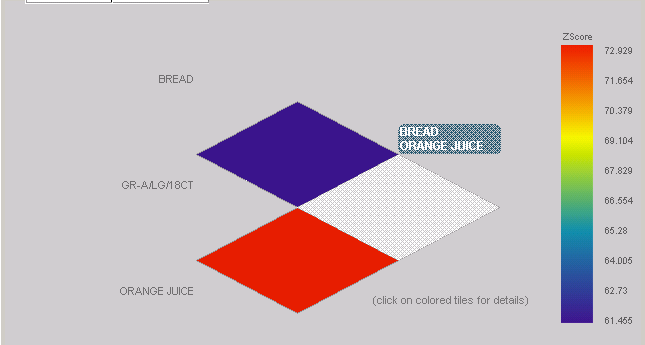 ZScore
72.929
BREAD
71.654
70.379
BREAD
ORANGE JUICE
69.104
67.829
GR-A/LG/18CT
66.554
65.28
64.005
ORANGE JUICE
62.73
(click on colored tiles for details)
61.455